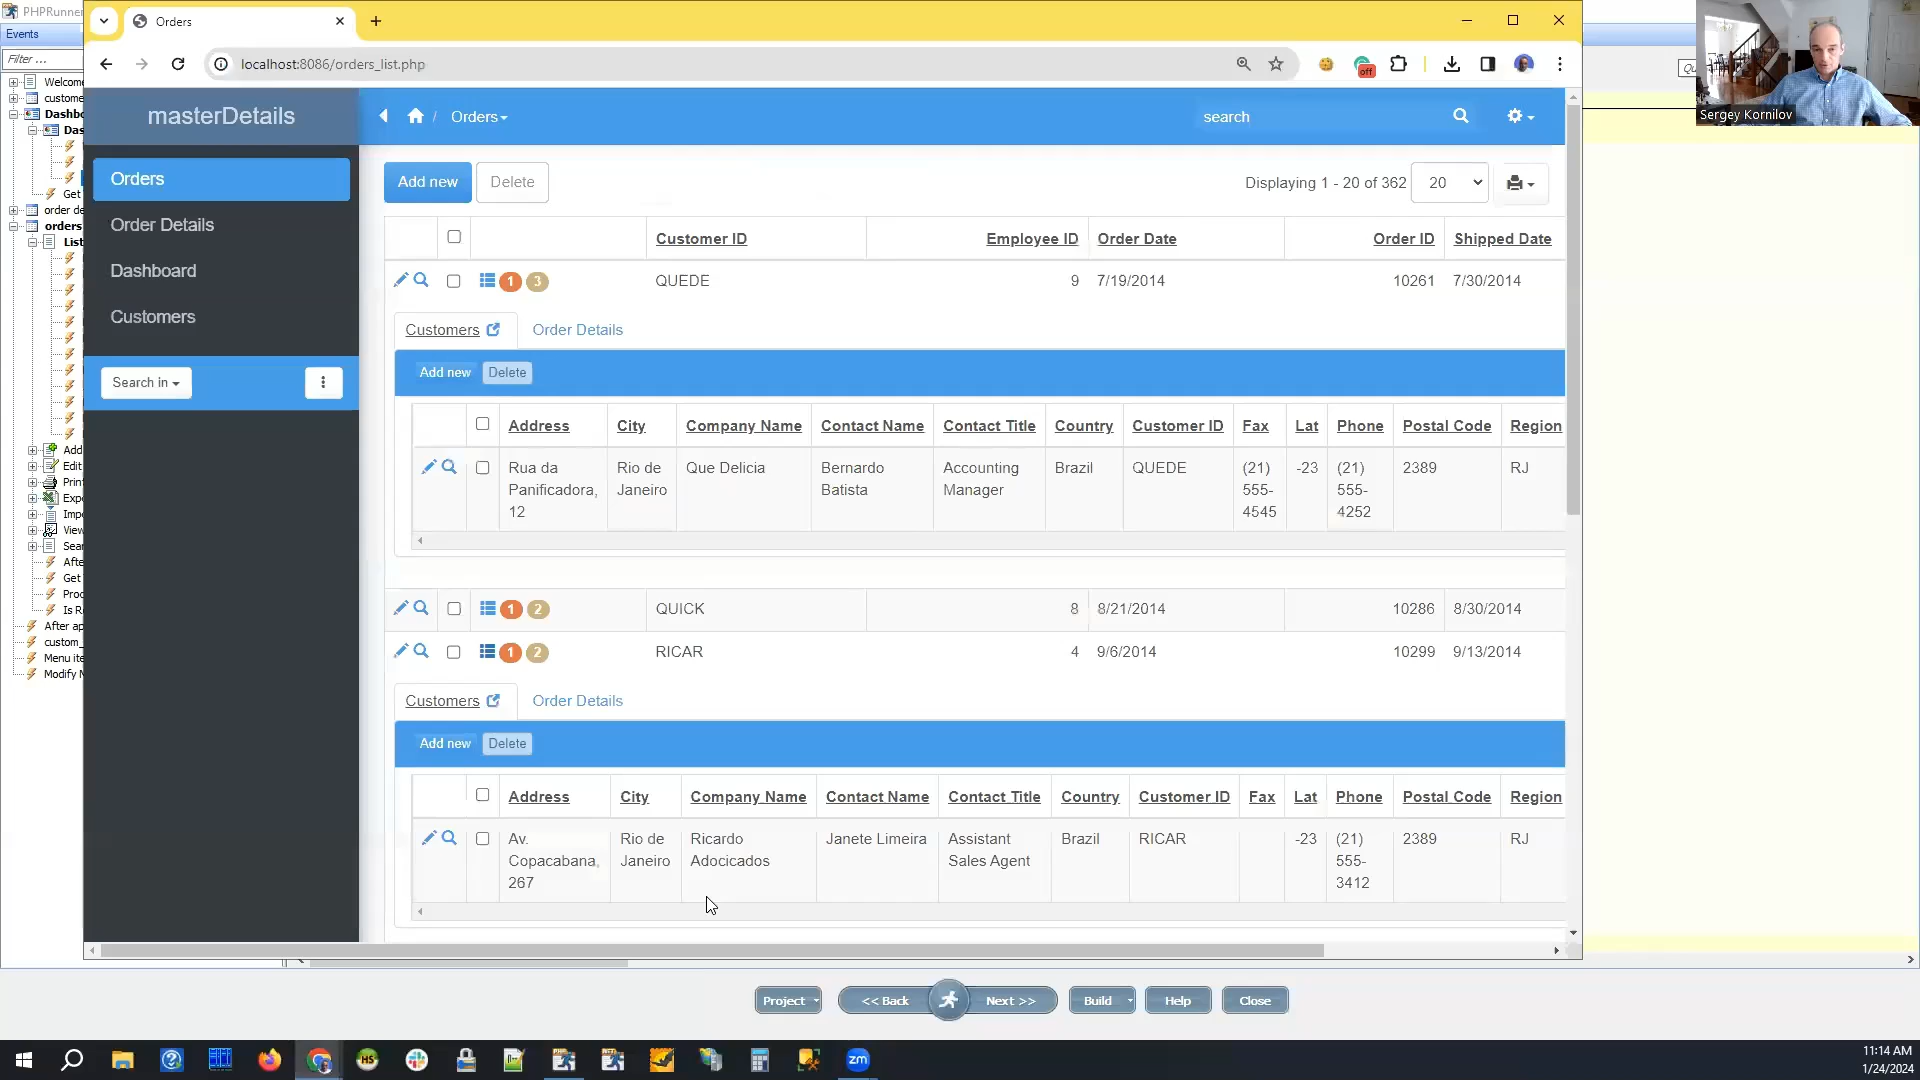 PHPRunner
Orders
localhost:8086/orders_list.php
off
Sergey Kornilov
Events
Filter ...
Welcome
custome
Dashbo
Das
Get
order de
orders
List
Add
Edit
Prin
Expo
Impo
View
Sear
Afte
Get
Proc
Is R
After ap
custom_
Menu ite
Modify M
masterDetails
Orders
Order Details
Dashboard
Customers
Search in
/ Orders
search
Add new
Delete
Displaying 1 - 20 of 362
20
Customer ID Employee ID Order Date Order ID Shipped Date
1 3 QUEDE 9 7/19/2014 10261 7/30/2014
Customers Order Details
Add new Delete
Address City Company Name Contact Name Contact Title Country Customer ID Fax Lat Phone Postal Code Region
Rua da Rio de Que Delicia Bernardo Accounting Brazil QUEDE (21) -23 (21) 2389 RJ
Panificadora, Janeiro Batista Manager 555- 555-
12 4545 4252
1 2 QUICK 8 8/21/2014 10286 8/30/2014
1 2 RICAR 4 9/6/2014 10299 9/13/2014
Customers Order Details
Add new Delete
Address City Company Name Contact Name Contact Title Country Customer ID Fax Lat Phone Postal Code Region
Av. Rio de Ricardo Janete Limeira Assistant Brazil RICAR -23 (21) 2389 RJ
Copacabana, Janeiro Adocicados Sales Agent 555-
267 3412
Project << Back Next >> Build Help Close
HS
zm
11:14 AM
1/24/2024